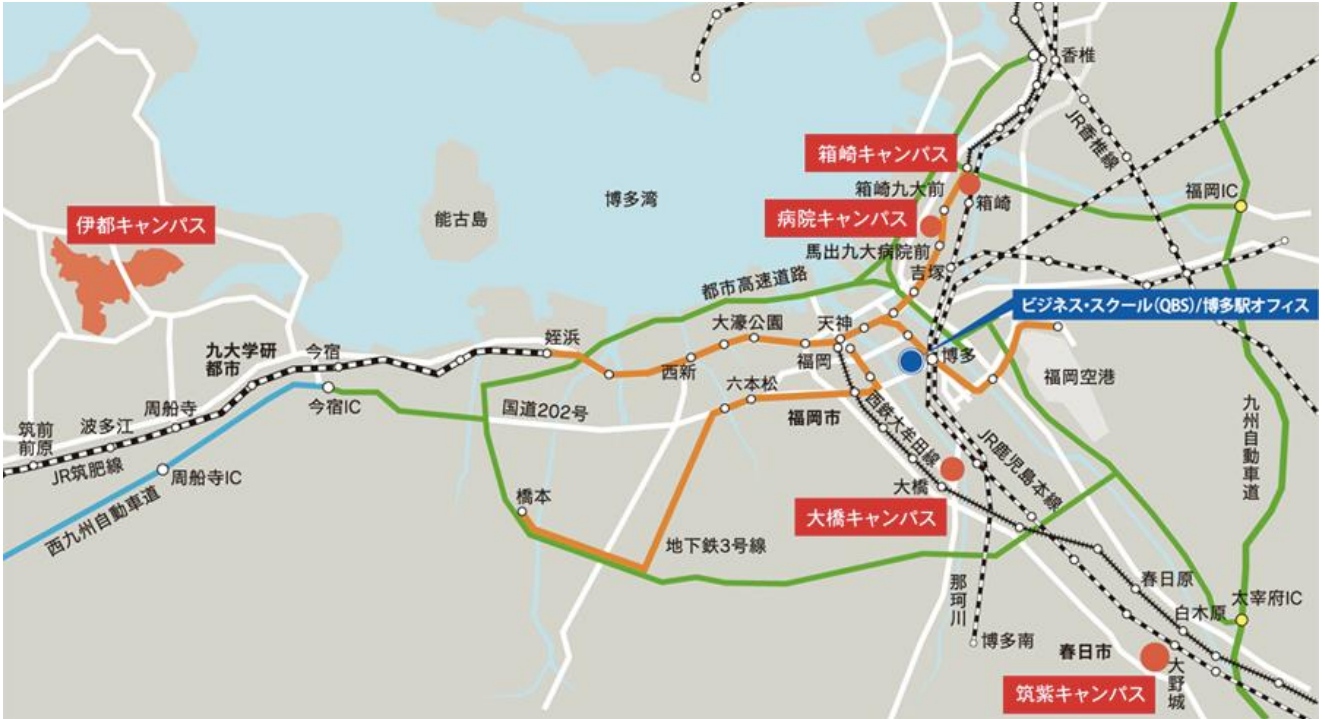 香椎
JR香椎線
箱崎キャンパス
箱崎九大前
箱崎
福岡IC
病院キャンパス
馬出九大病院前
吉塚
博多湾
能古島
伊都キャンパス
都市高速道路
ビジネス・スクール(QBS)/博多駅オフィス
大濠公園
天神
姪浜
西新
福岡
博多
福岡空港
九大学研
都市
今宿
今宿IC
六本松
国道202号
福岡市
周船寺
波多江
筑前
前原
JR筑肥線
周船寺IC
西九州自動車道
西鉄大牟田線
JR鹿児島本線
九州自動車道
橋本
大橋
大橋キャンパス
地下鉄3号線
那珂川
春日原
白木原
太宰府IC
博多南
春日市
大野城
筑紫キャンパス